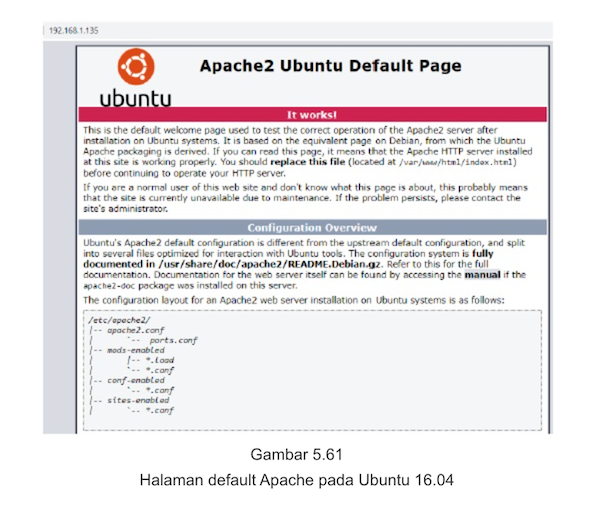 192.168.1.135
Apache2 Ubuntu Default Page
ubuntu
It works!
This is the default welcome page used to test the correct operation of the Apache2 server after
installation on Ubuntu systems. It is based on the equivalent page on Debian, from which the Ubuntu
Apache packaging is derived. If you can read this page, it means that the Apache HTTP server installed
at this site is working properly. You should replace this file (located at /var/www/html/index.html)
before continuing to operate your HTTP server.
If you are a normal user of this web site and don't know what this page is about, this probably means
that the site is currently unavailable due to maintenance. If the problem persists, please contact the
site's administrator.
Configuration Overview
Ubuntu's Apache2 default configuration is different from the upstream default configuration, and split
into several files optimized for interaction with Ubuntu tools. The configuration system is fully
documented in /usr/share/doc/apache2/README.Debian.gz. Refer to this for the full
documentation. Documentation for the web server itself can be found by accessing the manual if the
apache2-doc package was installed on this server.
The configuration layout for an Apache2 web server installation on Ubuntu systems is as follows:
/etc/apache2/
|-- apache2.conf
|       `-- ports.conf
|-- mods-enabled
|       |-- *.load
|       `-- *.conf
|-- conf-enabled
|       `-- *.conf
|-- sites-enabled
|       `-- *.conf
Gambar 5.61
Halaman default Apache pada Ubuntu 16.04